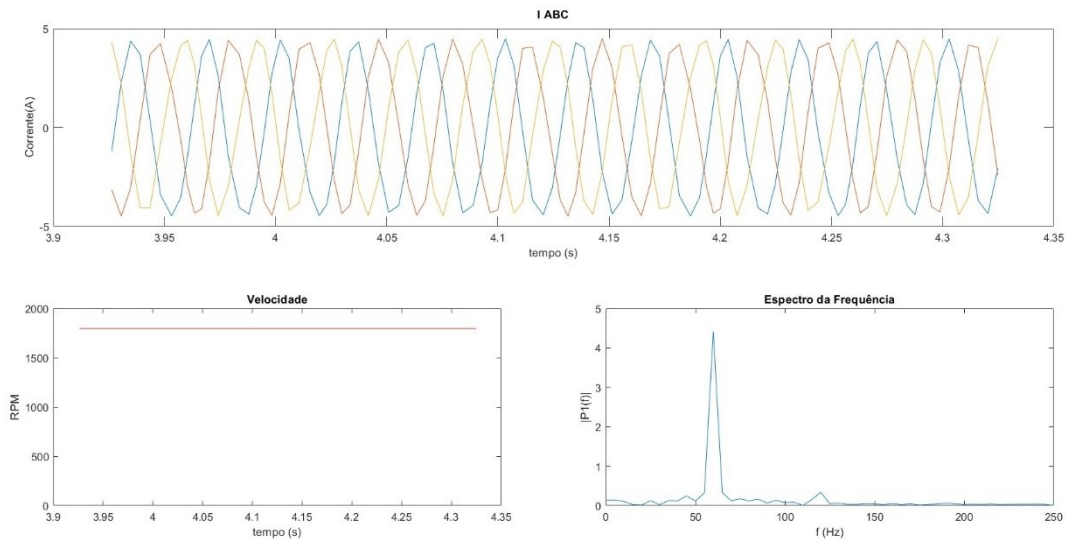 I ABC
Corrente(A)
5
0
-5
3.9 3.95 4 4.05 4.1 4.15 4.2 4.25 4.3 4.35
tempo (s)
Velocidade
RPM
2000
1500
1000
500
0
3.9 3.95 4 4.05 4.1 4.15 4.2 4.25 4.3 4.35
tempo (s)
Espectro da Frequência
|P1(f)|
5
4
3
2
1
0
0 50 100 150 200 250
f (Hz)